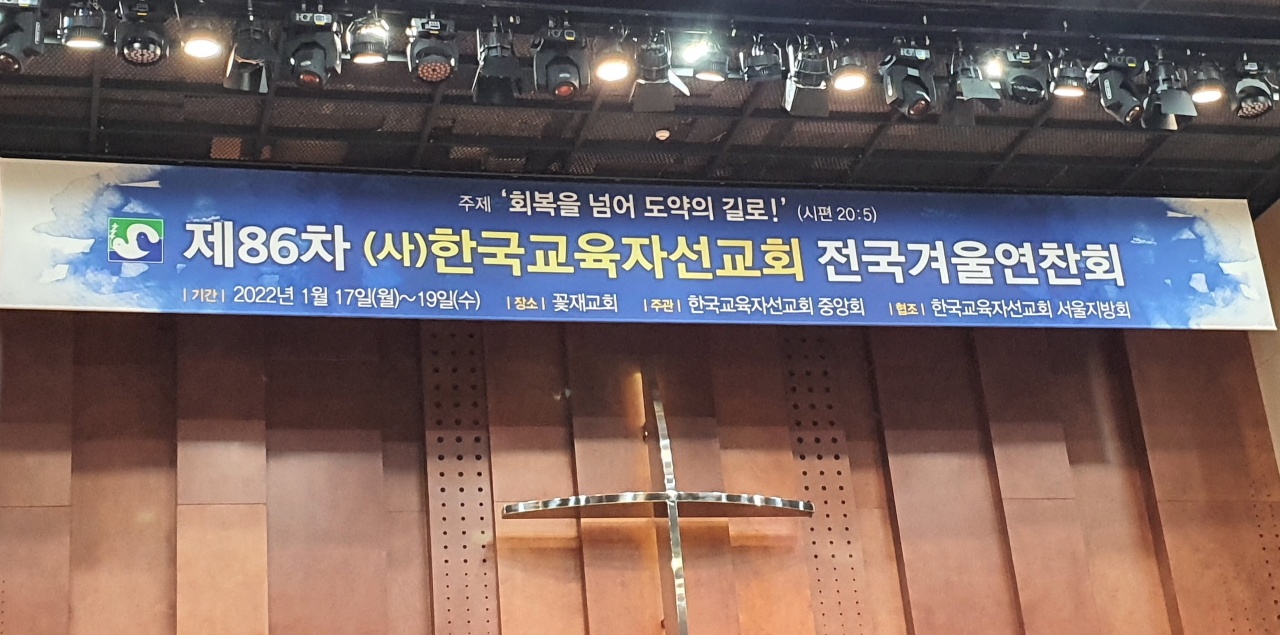 주제 '회복을 넘어 도약의 길로!' (시편 20:5)
제86차 (사)한국교육자선교회 전국겨울연찬회
| 기간 | 2022년 1월 17일(월)~19일(수) | 장소 | 꽃재교회 | 주관 | 한국교육자선교회 중앙회 | 협조 | 한국교육자선교회 서울지방회